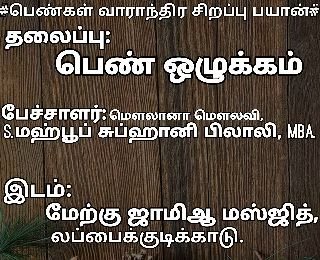 #பெண்கள் வாராந்திர சிறப்பு பயான்#
தலைப்பு:
பெண் ஒழுக்கம்
பேச்சாளர்: மௌலானா மௌலவி,
S.மஹ்பூப் சுப்ஹானி பிலாலி, MBA.
இடம்:
மேற்கு ஜாமிஆ மஸ்ஜித்,
லப்பைக்குடிக்காடு.